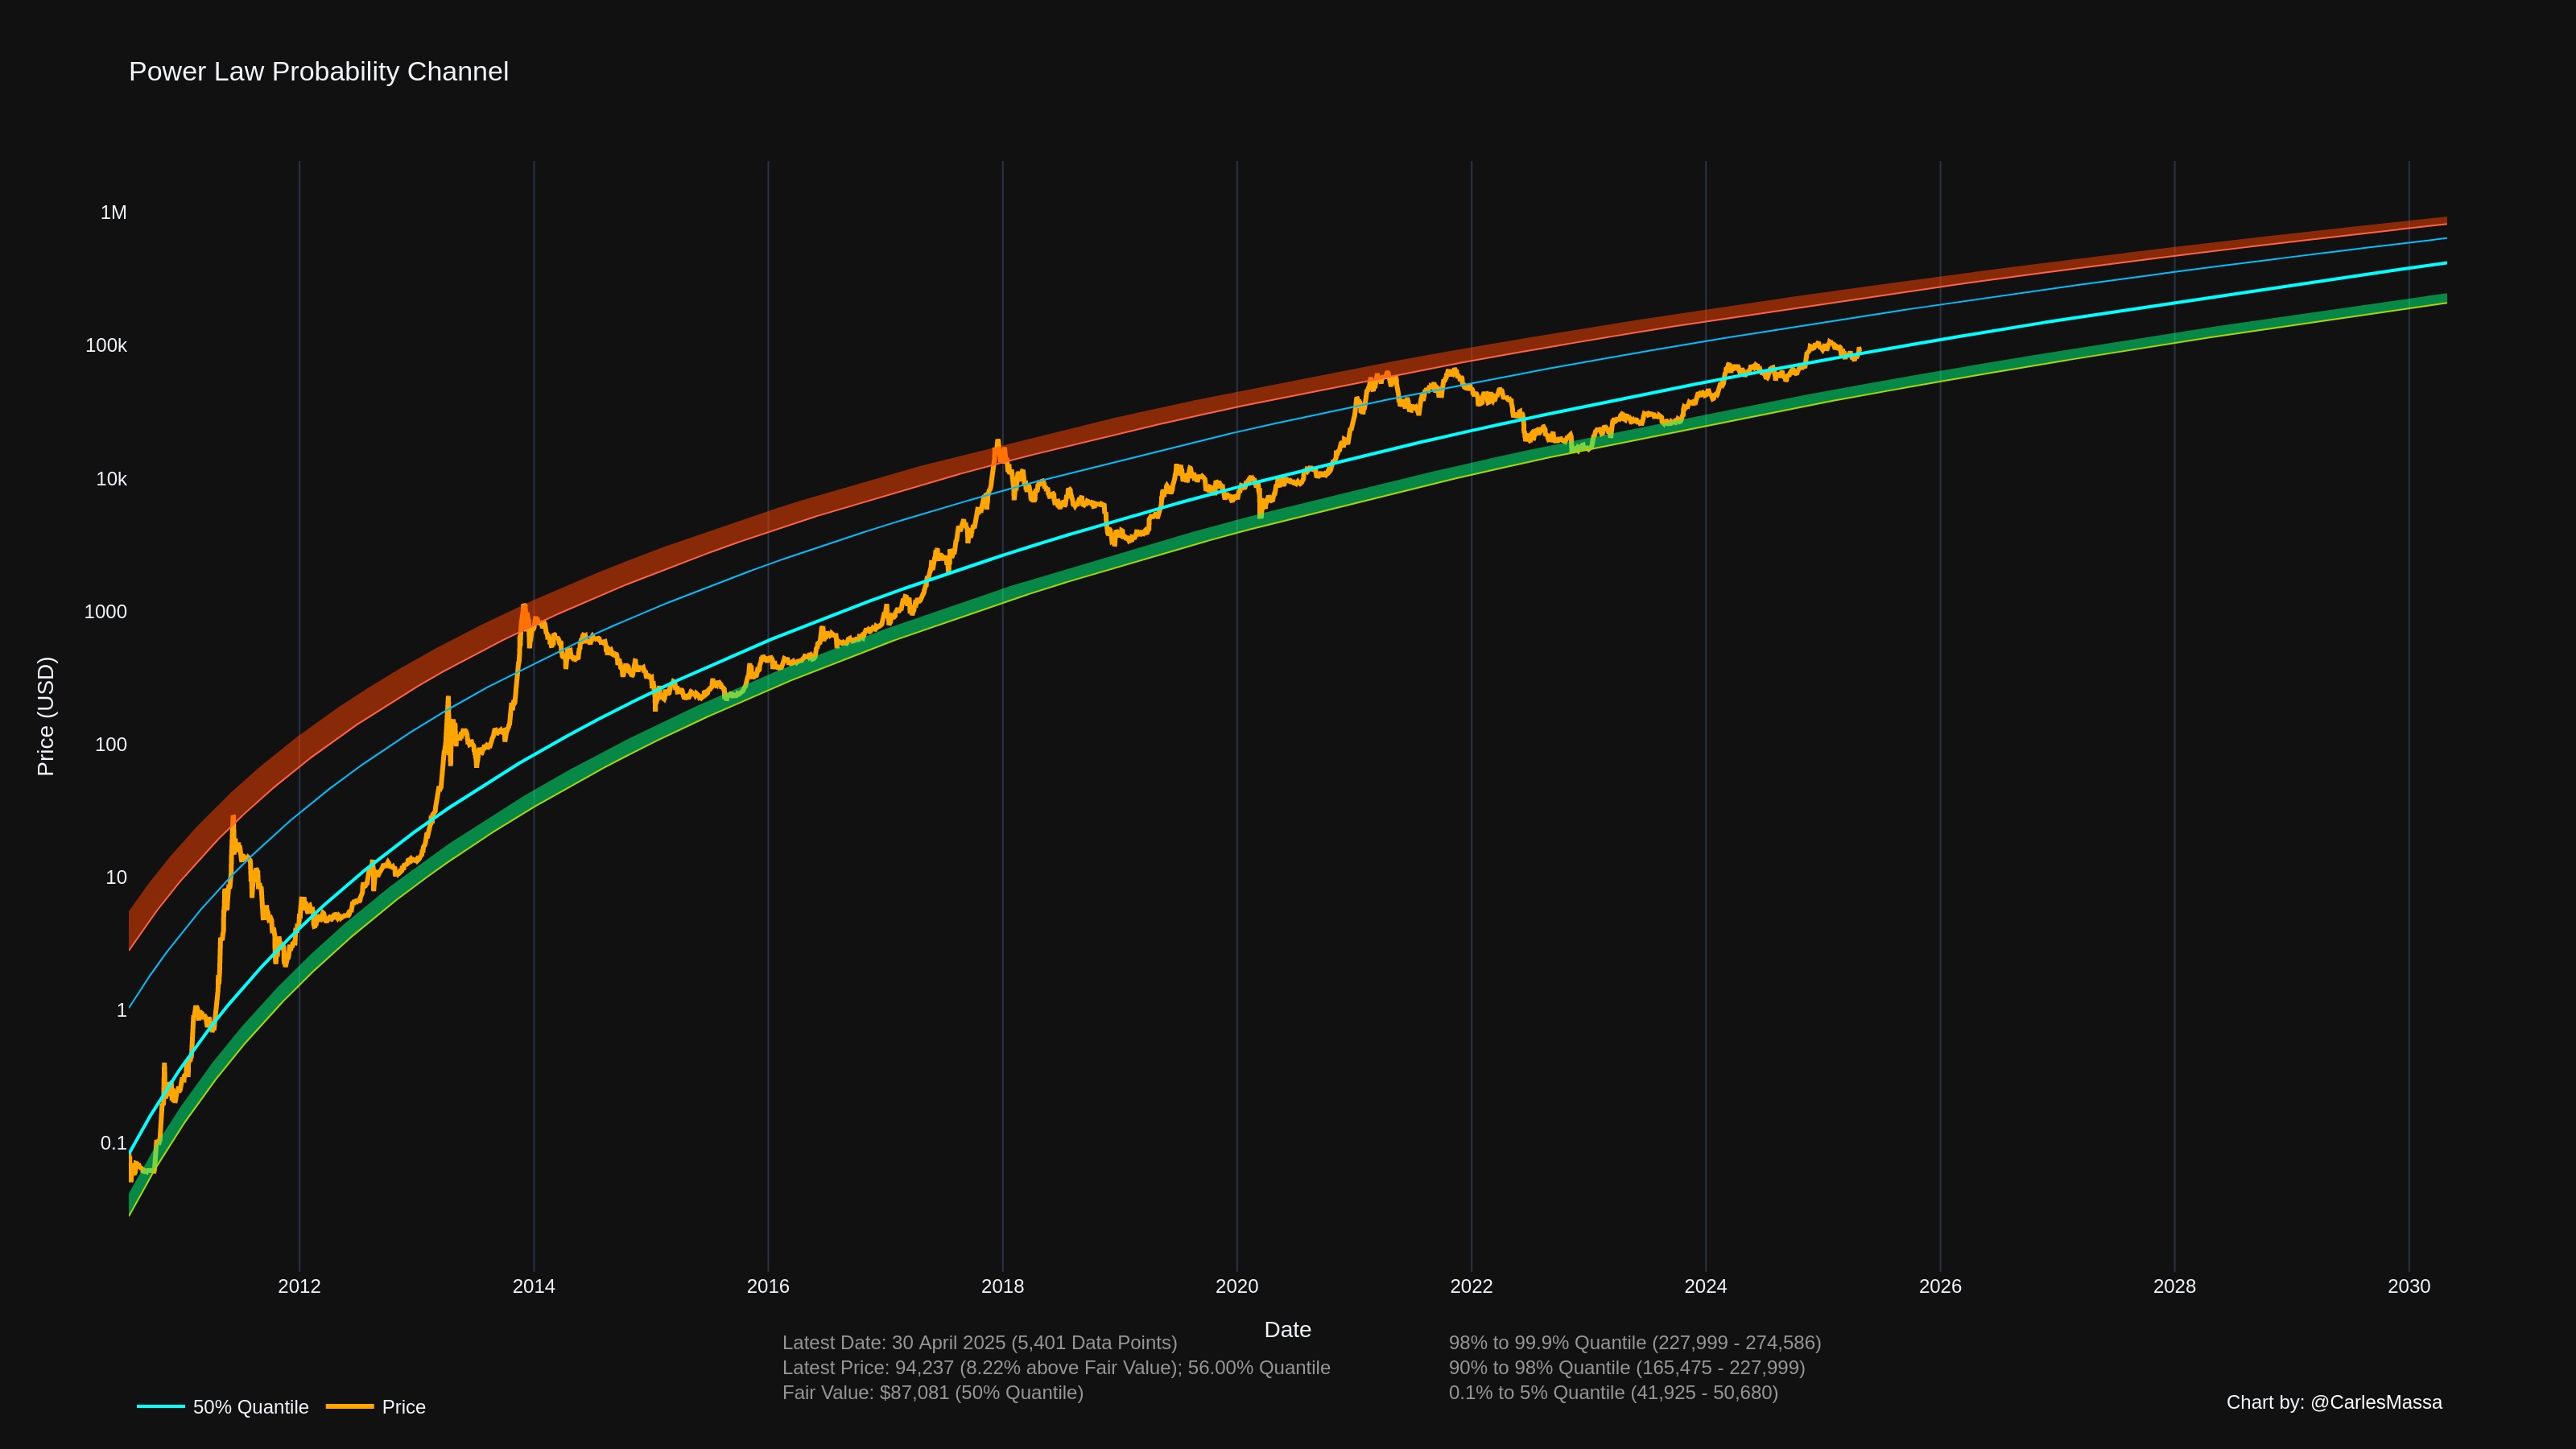 Power Law Probability Channel
1M
100k
10k
1000
100
10
1
0.1
Price (USD)
2012 2014 2016 2018 2020 2022 2024 2026 2028 2030
Date
Latest Date: 30 April 2025 (5,401 Data Points)
Latest Price: 94,237 (8.22% above Fair Value); 56.00% Quantile
Fair Value: $87,081 (50% Quantile)
98% to 99.9% Quantile (227,999 - 274,586)
90% to 98% Quantile (165,475 - 227,999)
0.1% to 5% Quantile (41,925 - 50,680)
50% Quantile Price
Chart by: @CarlesMassa